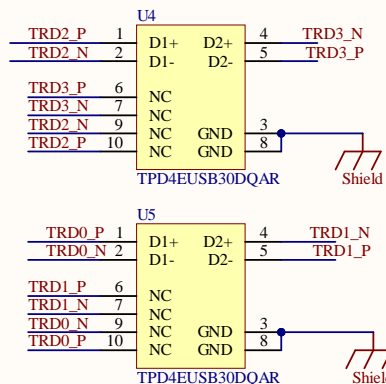 U4
TRD2_P 1 D1+ D2+ 4 TRD3_N
TRD2_N 2 D1- D2- 5 TRD3_P
TRD3_P 6 NC
TRD3_N 7 NC
TRD2_N 9 NC GND 3
TRD2_P 10 NC GND 8
TPD4EUSB30DQAR Shield
U5
TRD0_P 1 D1+ D2+ 4 TRD1_N
TRD0_N 2 D1- D2- 5 TRD1_P
TRD1_P 6 NC
TRD1_N 7 NC
TRD0_N 9 NC GND 3
TRD0_P 10 NC GND 8
TPD4EUSB30DQAR Shield